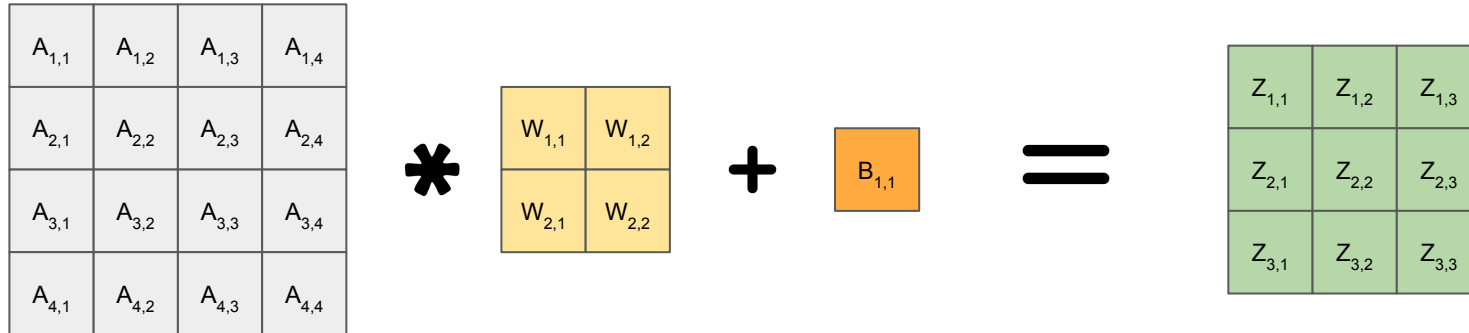 A1,1 A1,2 A1,3 A1,4
Z1,1 Z1,2 Z1,3
A2,1 A2,2 A2,3 A2,4 * W1,1 W1,2 + B1,1 = Z2,1 Z2,2 Z2,3
A3,1 A3,2 A3,3 A3,4 W2,1 W2,2
Z3,1 Z3,2 Z3,3
A4,1 A4,2 A4,3 A4,4